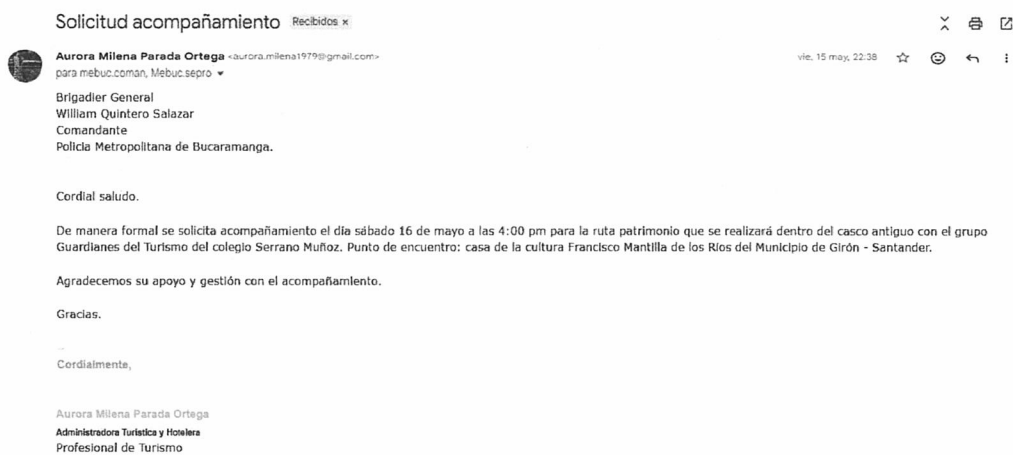 Solicitud acompañamiento Recibidos x
Aurora Milena Parada Ortega <aurora.milena1979@gmail.com> vie, 15 may, 22:38
para mebuc.coman, Mebuc.sepro
Brigadier General
William Quintero Salazar
Comandante
Policia Metropolitana de Bucaramanga.
Cordial saludo.
De manera formal se solicita acompañamiento el día sábado 16 de mayo a las 4:00 pm para la ruta patrimonio que se realizará dentro del casco antiguo con el grupo
Guardianes del Turismo del colegio Serrano Muñoz. Punto de encuentro: casa de la cultura Francisco Mantilla de los Ríos del Municipio de Girón - Santander.
Agradecemos su apoyo y gestión con el acompañamiento.
Gracias.
--
Cordialmente,
Aurora Milena Parada Ortega
Administradora Turística y Hotelera
Profesional de Turismo